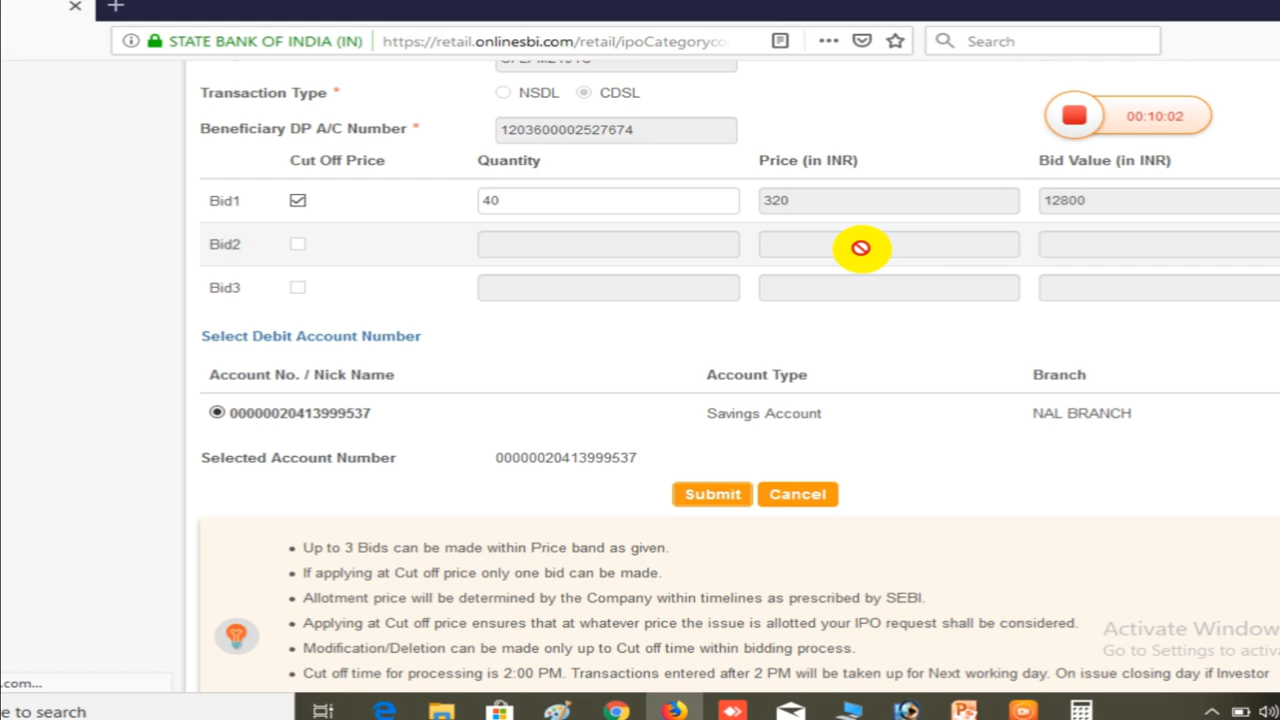 STATE BANK OF INDIA (IN)
https://retail.onlinesbi.com/retail/ipoCategoryco
Search
Transaction Type *
NSDL
CDSL
00:10:02
Beneficiary DP A/C Number *
1203600002527674
Cut Off Price Quantity Price (in INR) Bid Value (in INR)
Bid1 40 320 12800
Bid2
Bid3
Select Debit Account Number
Account No. / Nick Name Account Type Branch
00000020413999537 Savings Account NAL BRANCH
Selected Account Number 00000020413999537
Submit Cancel
• Up to 3 Bids can be made within Price band as given.
• If applying at Cut off price only one bid can be made.
• Allotment price will be determined by the Company within timelines as prescribed by SEBI.
• Applying at Cut off price ensures that at whatever price the issue is allotted your IPO request shall be considered.
• Modification/Deletion can be made only up to Cut off time within bidding process.
• Cut off time for processing is 2:00 PM. Transactions entered after 2 PM will be taken up for Next working day. On issue closing day if Investor
Activate Window
Go to Settings to activ
.com...
e to search